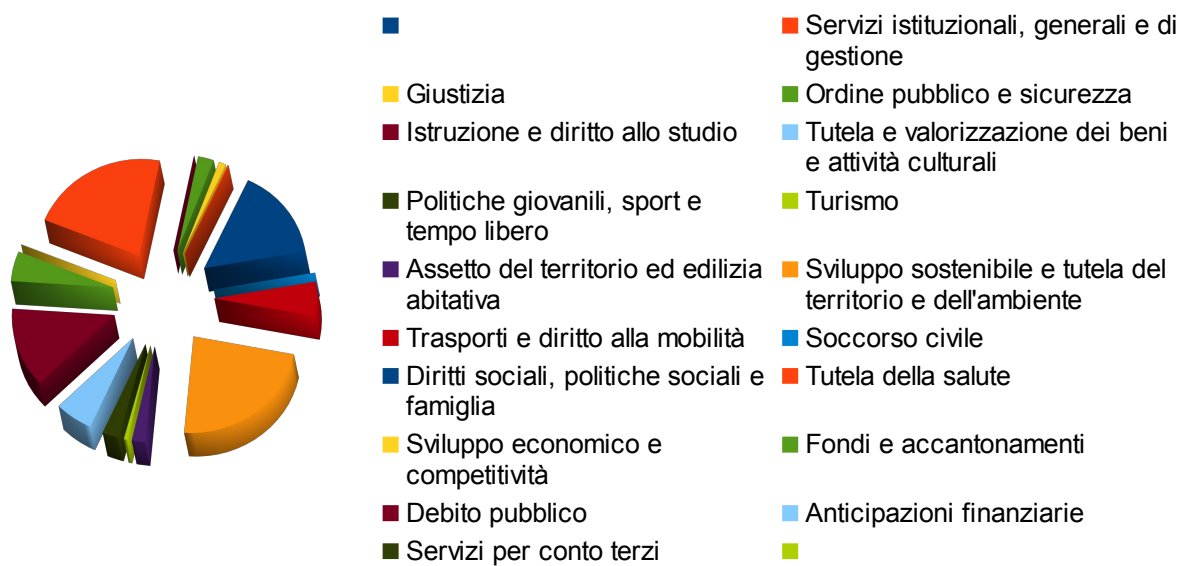 Servizi istituzionali, generali e di
gestione
Giustizia
Ordine pubblico e sicurezza
Istruzione e diritto allo studio
Tutela e valorizzazione dei beni
e attività culturali
Politiche giovanili, sport e
tempo libero
Turismo
Assetto del territorio ed edilizia
abitativa
Sviluppo sostenibile e tutela del
territorio e dell'ambiente
Trasporti e diritto alla mobilità
Soccorso civile
Diritti sociali, politiche sociali e
famiglia
Tutela della salute
Sviluppo economico e
competitività
Fondi e accantonamenti
Debito pubblico
Anticipazioni finanziarie
Servizi per conto terzi